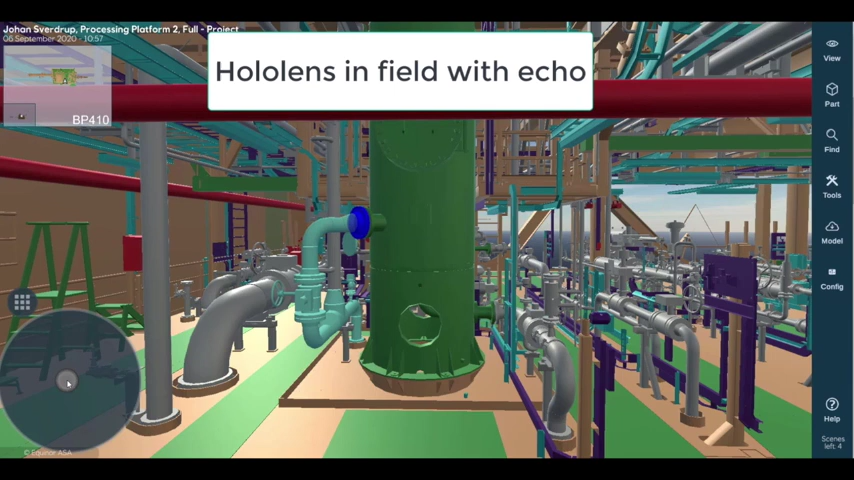 Johan Sverdrup, Processing Platform 2, Full - Project
06 September 2020 - 10:57
Hololens in field with echo
BP410
View
Part
Find
Tools
Model
Config
Help
Scenes
left: 4
© Equinor ASA